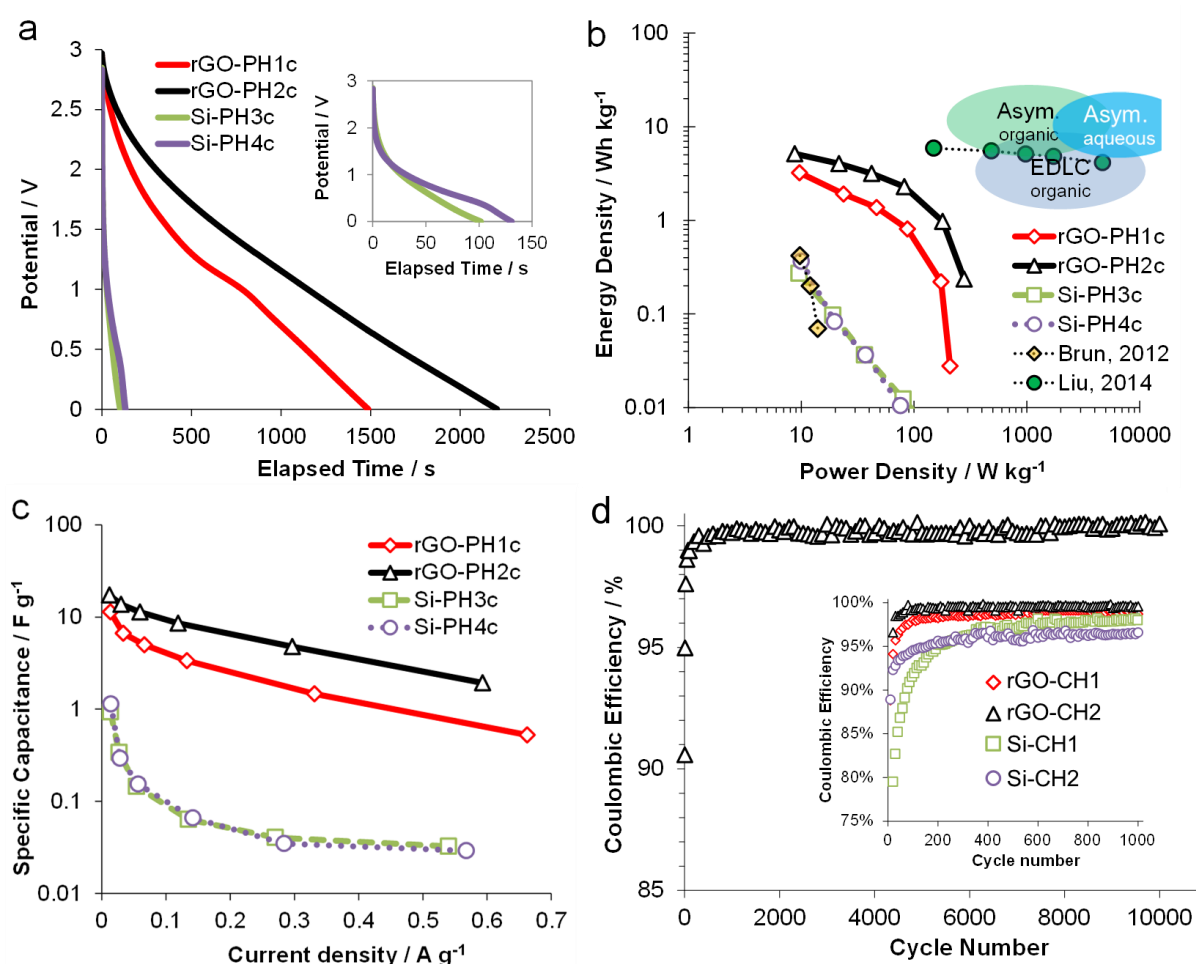 a
3
2.5
2
1.5
1
0.5
0
Potential / V
0
500
1000
1500
2000
2500
Elapsed Time / s
rGO-PH1c
rGO-PH2c
Si-PH3c
Si-PH4c
3
2
1
0
Potential / V
0
50
100
150
Elapsed Time / s
b
100
10
1
0.1
0.01
Energy Density / Wh kg⁻¹
1
10
100
1000
10000
Power Density / W kg⁻¹
Asym.
organic
Asym.
aqueous
EDLC
organic
rGO-PH1c
rGO-PH2c
Si-PH3c
Si-PH4c
Brun, 2012
Liu, 2014
c
100
10
1
0.1
0.01
Specific Capacitance / F g⁻¹
0
0.1
0.2
0.3
0.4
0.5
0.6
0.7
Current density / A g⁻¹
rGO-PH1c
rGO-PH2c
Si-PH3c
Si-PH4c
d
100
95
90
85
Coulombic Efficiency / %
0
2000
4000
6000
8000
10000
Cycle Number
100%
95%
90%
85%
80%
75%
Coulombic Efficiency
0
200
400
600
800
1000
Cycle number
rGO-CH1
rGO-CH2
Si-CH1
Si-CH2